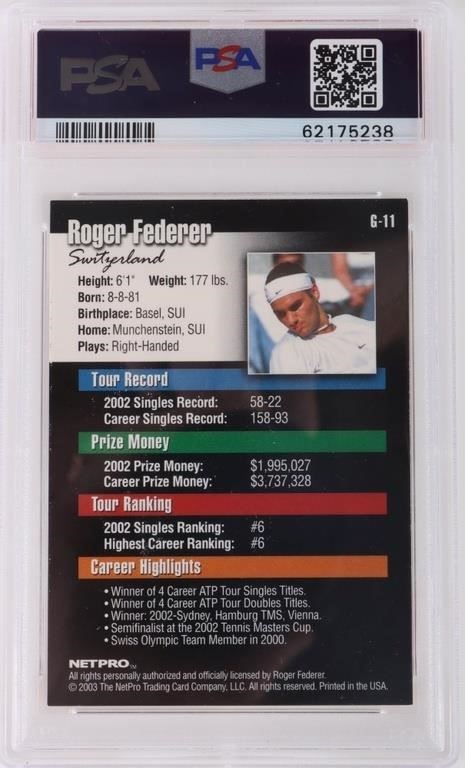 PSA
PSA
62175238
Roger Federer
G-11
Switzerland
Height: 6'1" Weight: 177 lbs.
Born: 8-8-81
Birthplace: Basel, SUI
Home: Munchenstein, SUI
Plays: Right-Handed
Tour Record
2002 Singles Record: 58-22
Career Singles Record: 158-93
Prize Money
2002 Prize Money: $1,995,027
Career Prize Money: $3,737,328
Tour Ranking
2002 Singles Ranking: #6
Highest Career Ranking: #6
Career Highlights
• Winner of 4 Career ATP Tour Singles Titles.
• Winner of 4 Career ATP Tour Doubles Titles.
• Winner: 2002-Sydney, Hamburg TMS, Vienna.
• Semifinalist at the 2002 Tennis Masters Cup.
• Swiss Olympic Team Member in 2000.
NETPRO™
All rights personally authorized and officially licensed by Roger Federer.
© 2003 The NetPro Trading Card Company, LLC. All rights reserved. Printed in the USA.